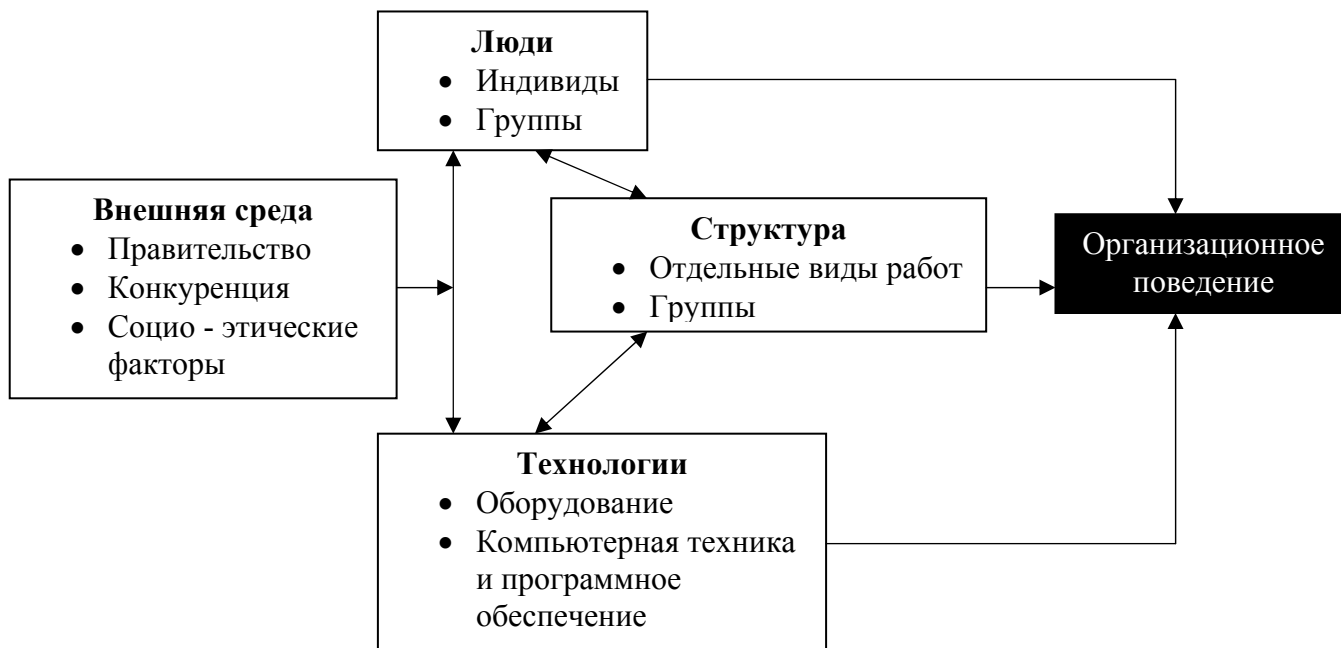 Люди
• Индивиды
• Группы
Внешняя среда
• Правительство
• Конкуренция
• Социо - этические
факторы
Структура
• Отдельные виды работ
• Группы
Организационное
поведение
Технологии
• Оборудование
• Компьютерная техника
и программное
обеспечение